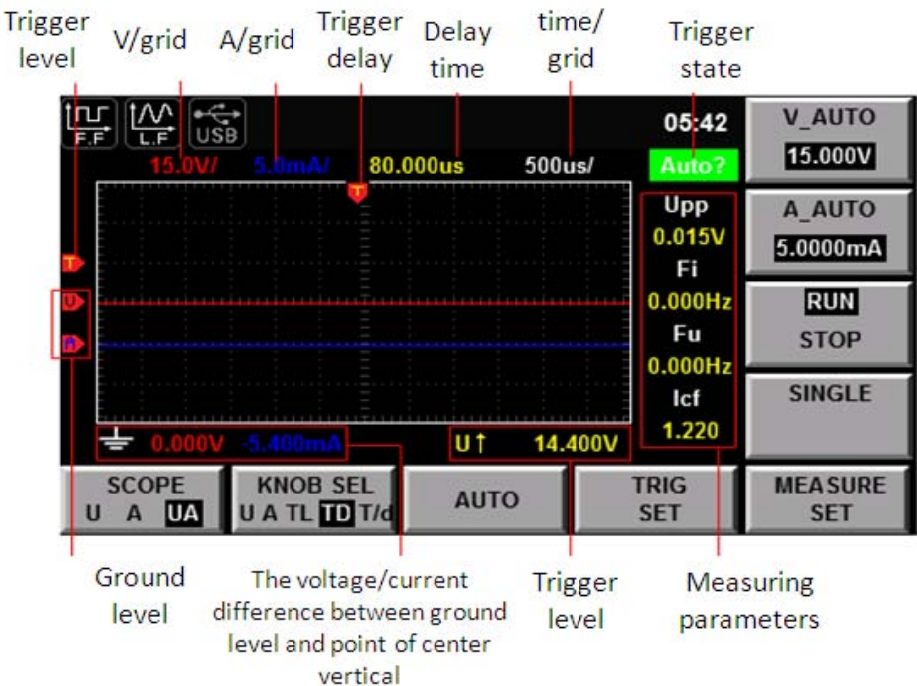 Trigger level
V/grid
A/grid
Trigger delay
Delay time
time/ grid
Trigger state
F.F
L.F
USB
05:42
V_AUTO
15.000V
15.0V/
5.0mA/
80.000us
500us/
Auto?
T
Upp
0.015V
A_AUTO
5.0000mA
T
Fi
U
0.000Hz
RUN
STOP
A
Fu
0.000Hz
Icf
1.220
SINGLE
0.000V
-5.400mA
U↑
14.400V
SCOPE
U A UA
KNOB SEL
U A TL TD T/d
AUTO
TRIG
SET
MEASURE
SET
Ground
level
The voltage/current
difference between ground
level and point of center
vertical
Trigger
level
Measuring
parameters